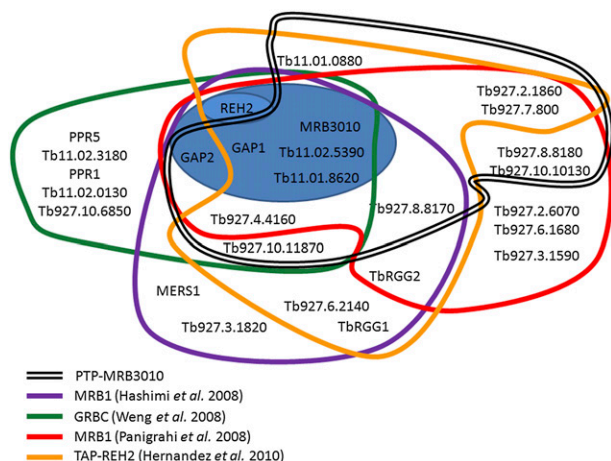 Tb11.01.0880
Tb927.2.1860
Tb927.7.800
REH2
MRB3010
PPR5
Tb11.02.3180
PPR1
Tb11.02.0130
Tb927.10.6850
GAP2
GAP1
Tb11.02.5390
Tb11.01.8620
Tb927.8.8180
Tb927.10.10130
Tb927.4.4160
Tb927.8.8170
Tb927.2.6070
Tb927.6.1680
Tb927.3.1590
Tb927.10.11870
TbRGG2
MERS1
Tb927.6.2140
Tb927.3.1820
TbRGG1
PTP-MRB3010
MRB1 (Hashimi et al. 2008)
GRBC (Weng et al. 2008)
MRB1 (Panigrahi et al. 2008)
TAP-REH2 (Hernandez et al. 2010)